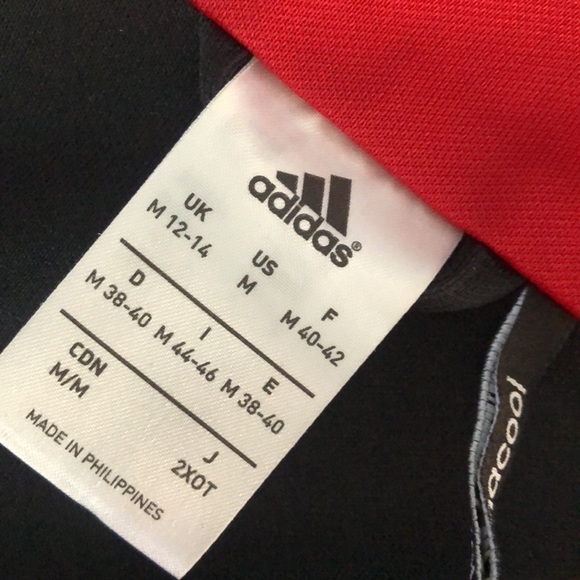 adidas®
UK US F
M 12-14 M M 40-42
D I E
M 38-40 M 44-46 M 38-40
CDN J
M/M 2XOT
MADE IN PHILIPPINES